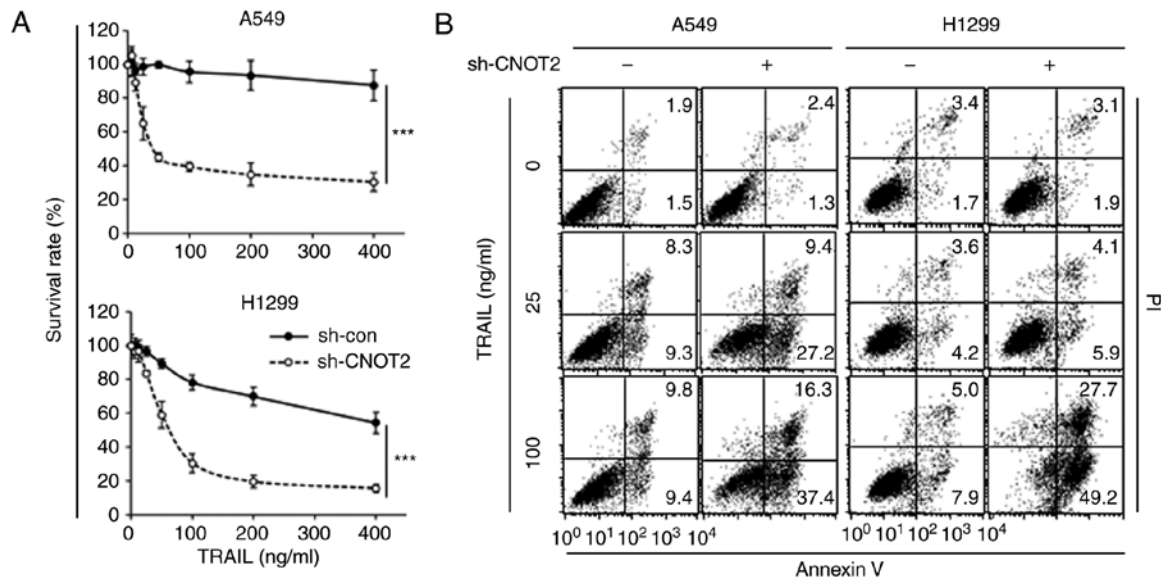 A
A549
120
100
80
60
40
20
0
0 100 200 300 400
***
Survival rate (%)
H1299
120
100
80
60
40
20
0
0 100 200 300 400
sh-con
sh-CNOT2
***
TRAIL (ng/ml)
B
A549 H1299
sh-CNOT2 − + − +
TRAIL (ng/ml)
0
1.9 2.4 3.4 3.1
1.5 1.3 1.7 1.9
25
8.3 9.4 3.6 4.1
9.3 27.2 4.2 5.9
100
9.8 16.3 5.0 27.7
9.4 37.4 7.9 49.2
PI
10⁰ 10¹ 10² 10³ 10⁴ 10⁰ 10¹ 10² 10³ 10⁴
Annexin V